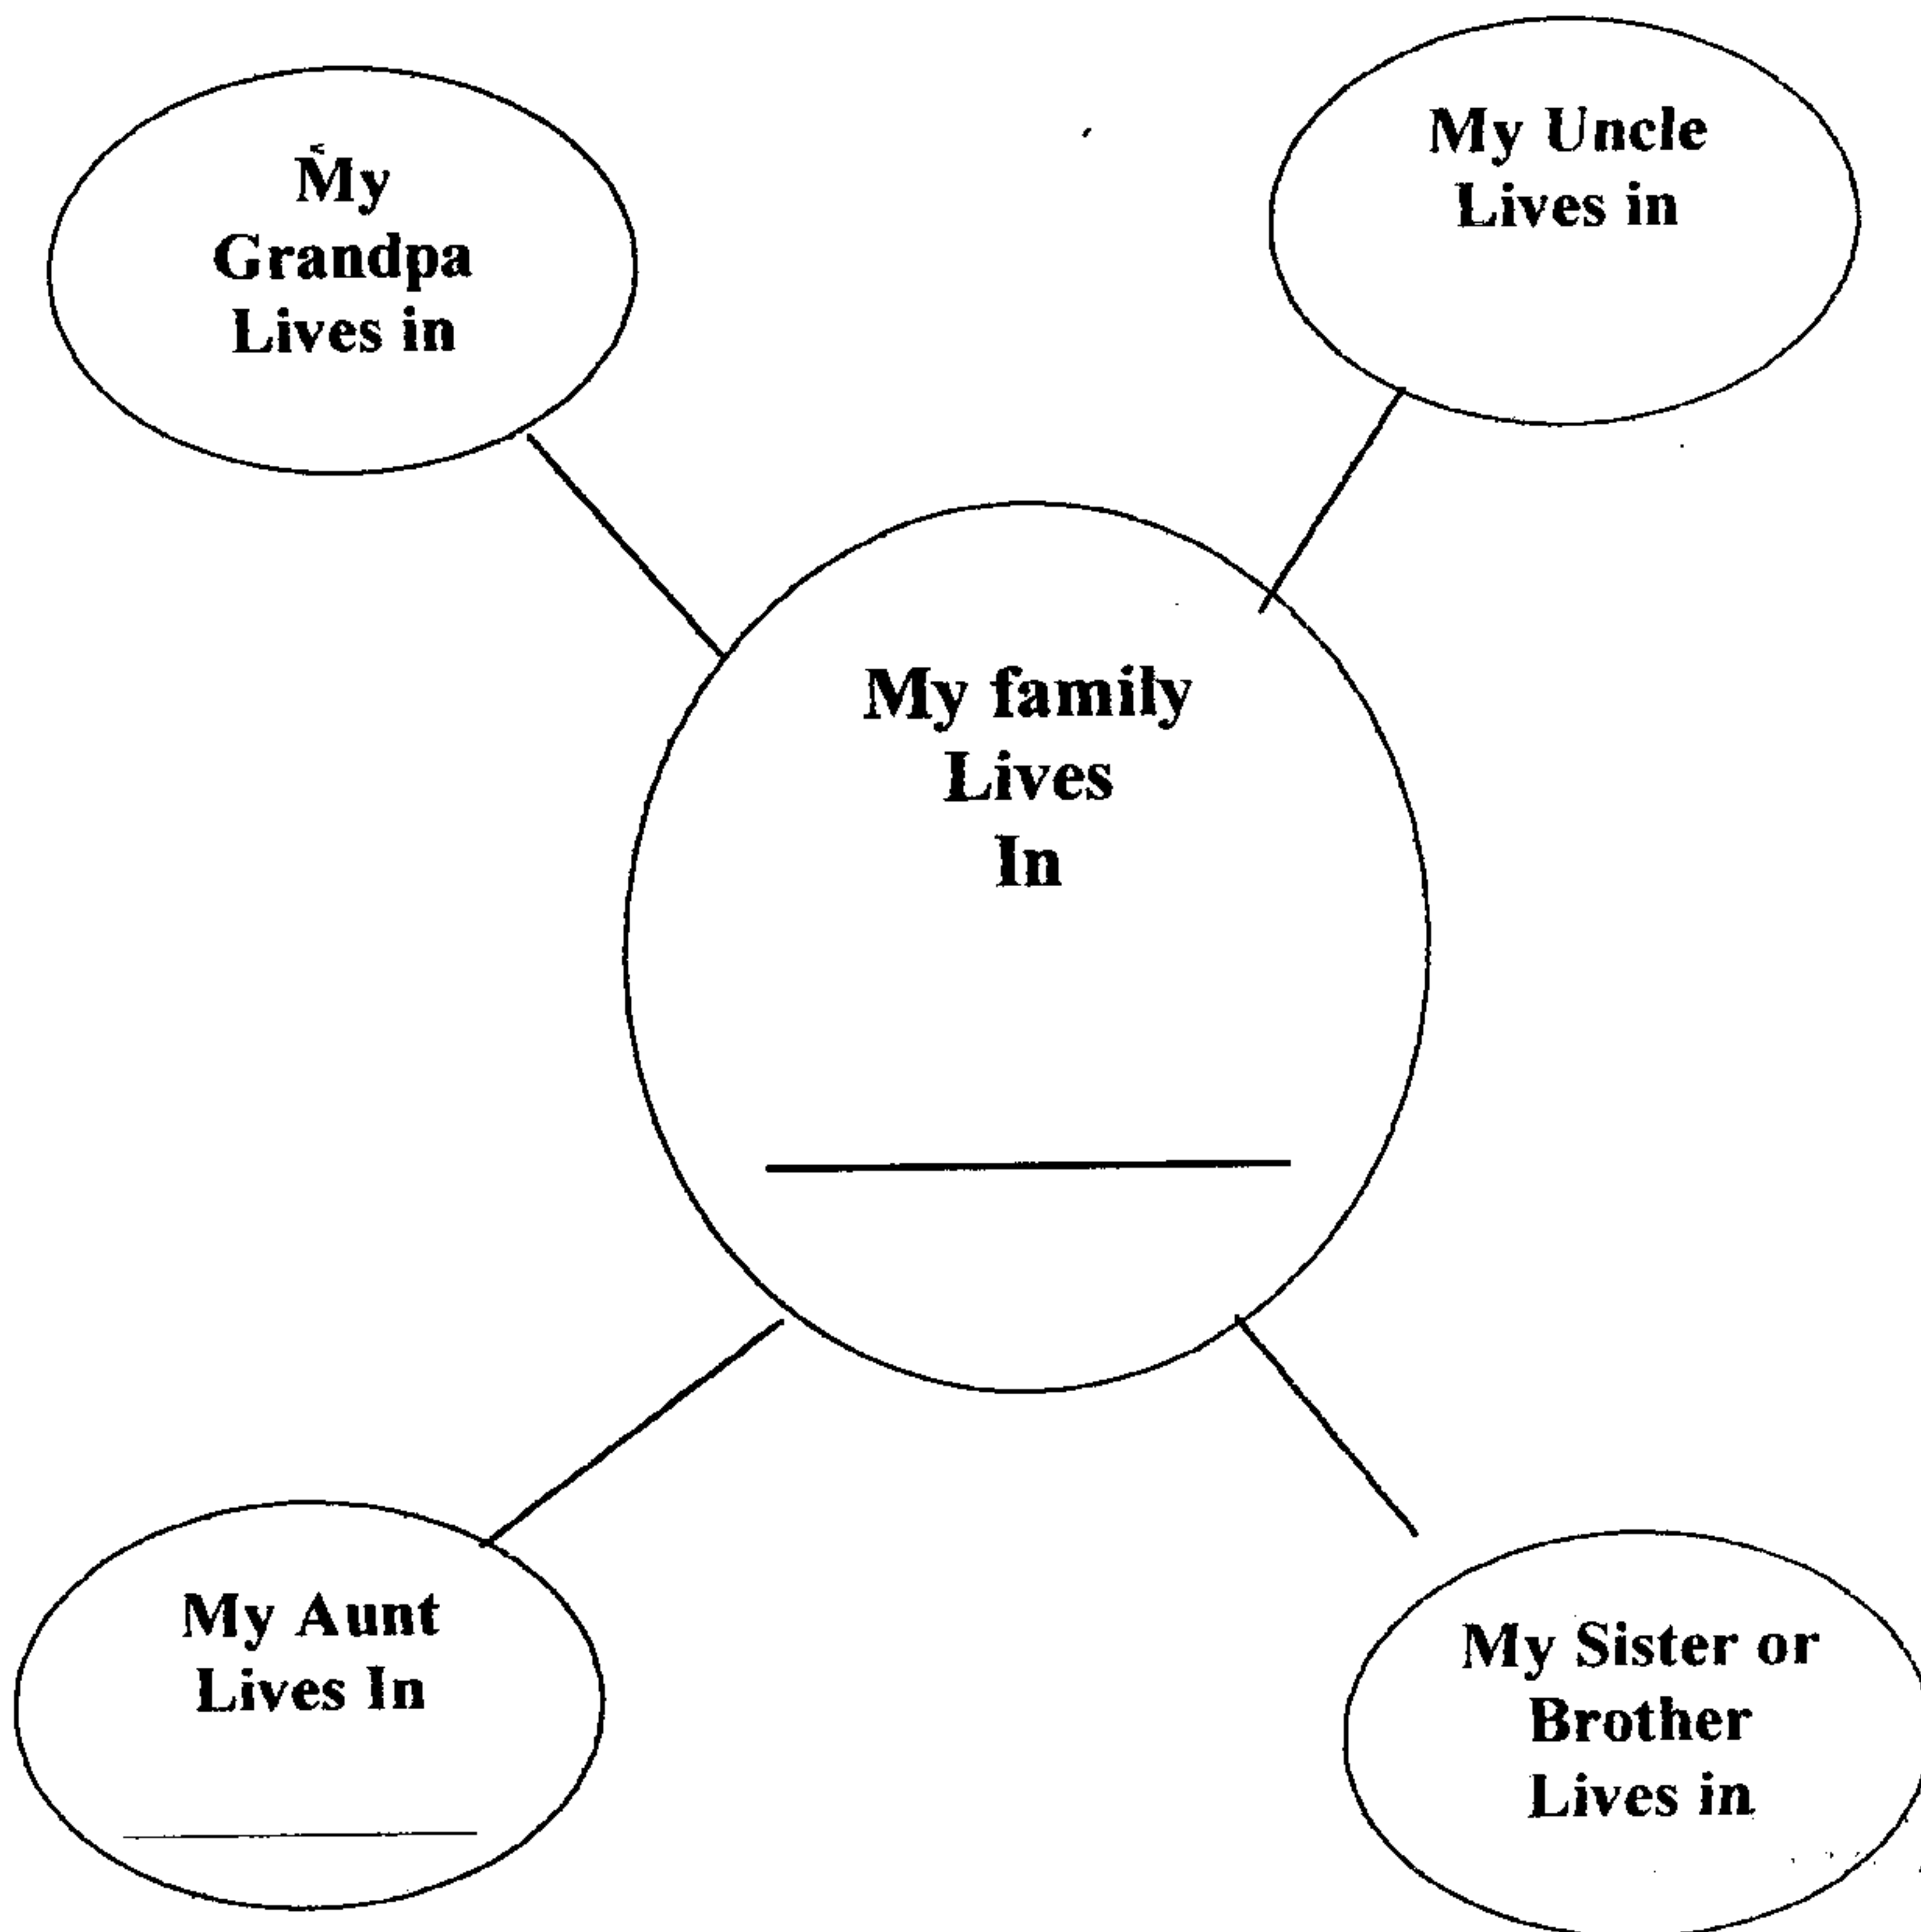 My
Grandpa
Lives in
My Uncle
Lives in
My family
Lives
In
My Aunt
Lives In
My Sister or
Brother
Lives in